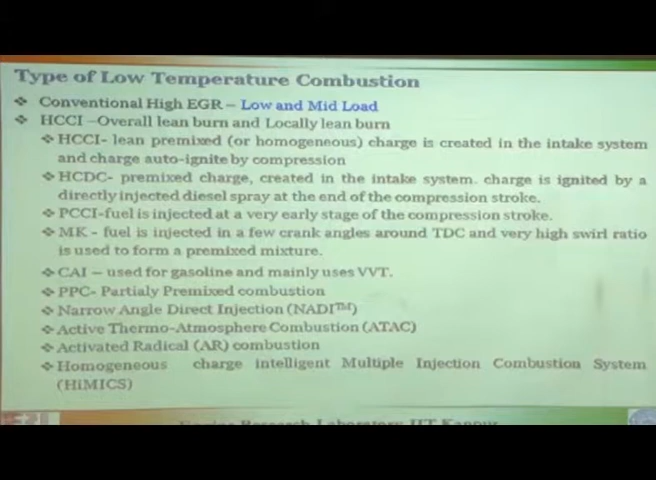 Type of Low Temperature Combustion
❖ Conventional High EGR – Low and Mid Load
❖ HCCI –Overall lean burn and Locally lean burn
❖ HCCI- lean premixed (or homogeneous) charge is created in the intake system
and charge auto-ignite by compression
❖ HCDC- premixed charge, created in the intake system. charge is ignited by a
directly injected diesel spray at the end of the compression stroke.
❖ PCCI-fuel is injected at a very early stage of the compression stroke.
❖ MK - fuel is injected in a few crank angles around TDC and very high swirl ratio
is used to form a premixed mixture.
❖ CAI – used for gasoline and mainly uses VVT.
❖ PPC- Partialy Premixed combustion
❖ Narrow Angle Direct Injection (NADI™)
❖ Active Thermo-Atmosphere Combustion (ATAC)
❖ Activated Radical (AR) combustion
❖ Homogeneous charge intelligent Multiple Injection Combustion System
(HiMICS)
Engine Research Laboratory, IIT Kanpur